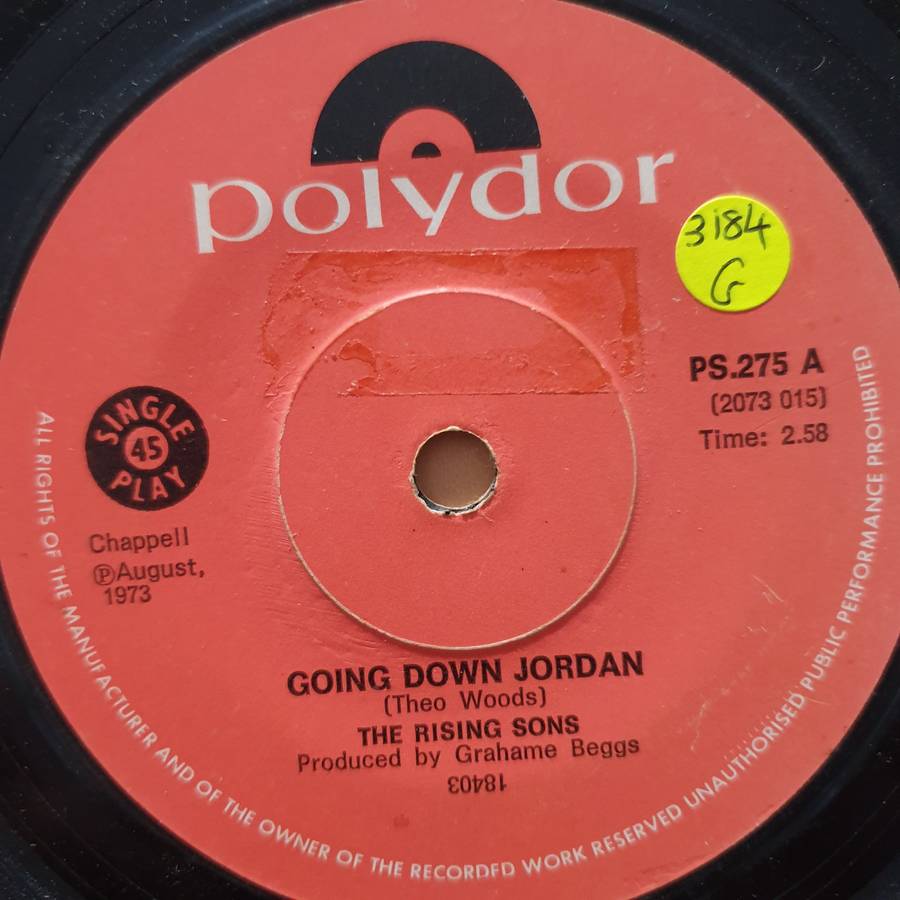 polydor
3184
G
PS.275 A
(2073 015)
Time: 2.58
SINGLE
45
PLAY
Chappell
℗August,
1973
GOING DOWN JORDAN
(Theo Woods)
THE RISING SONS
Produced by Grahame Beggs
18403
ALL RIGHTS OF THE MANUFACTURER AND OF THE OWNER OF THE RECORDED WORK RESERVED UNAUTHORISED PUBLIC PERFORMANCE PROHIBITED